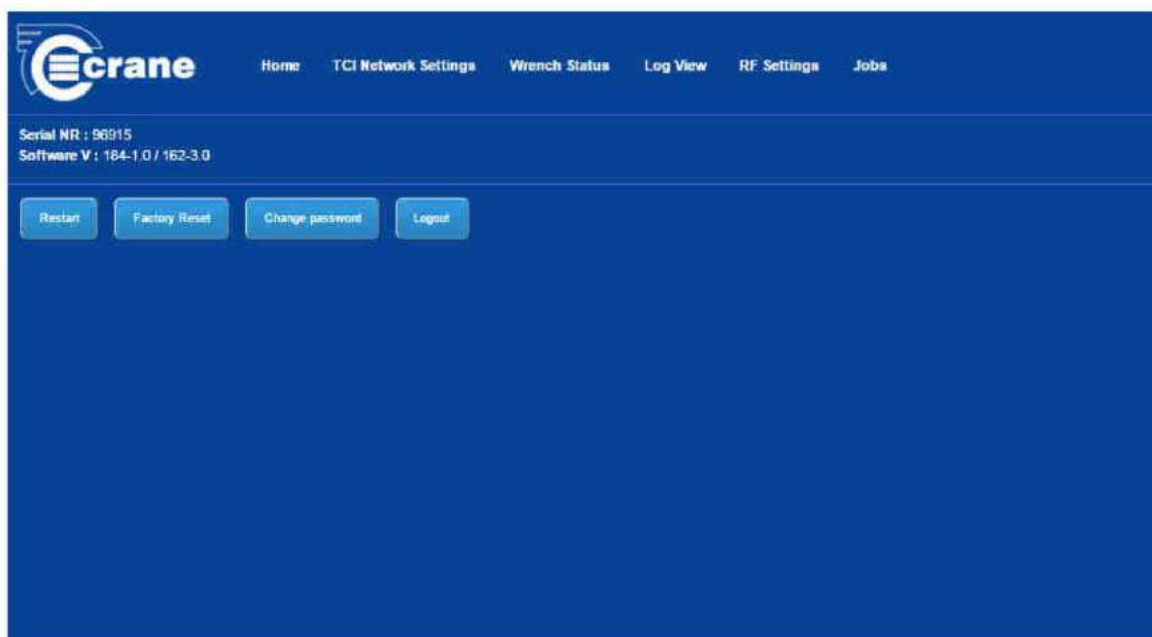 crane
Home TCI Network Settings Wrench Status Log View RF Settings Jobs
Serial NR : 96915
Software V : 184-1.0 / 162-3.0
Restart Factory Reset Change password Logout